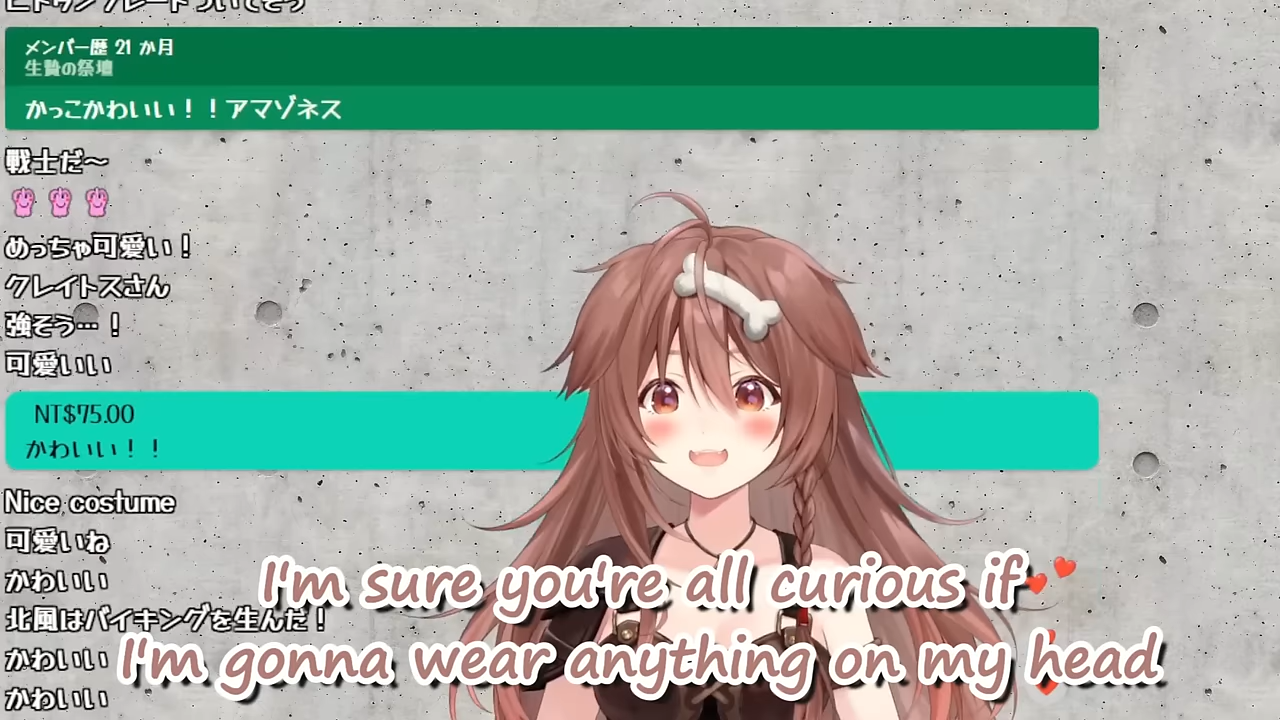 メンバー歴 21 か月
生贄の祭壇
かっこかわいい！！アマゾネス
戦士だ〜
めっちゃ可愛い！
クレイトスさん
強そう…！
可愛いい
NT$75.00
かわいい！！
Nice costume
可愛いね
かわいい
北風はバイキングを生んだ！
かわいい
かわいい
I'm sure you're all curious if
I'm gonna wear anything on my head